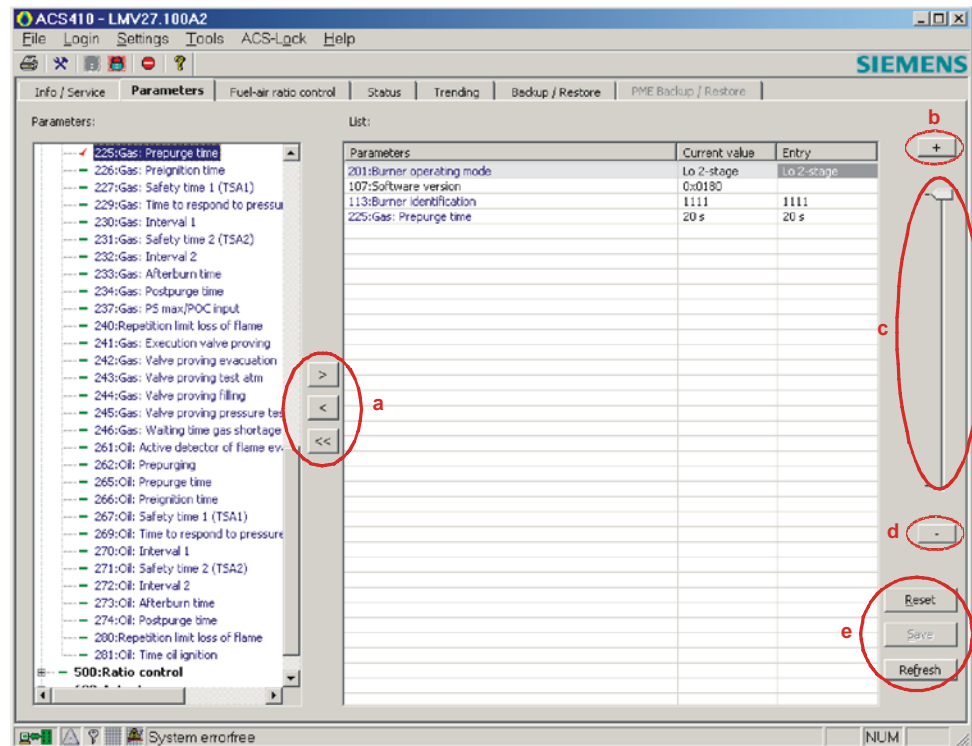 ACS410 - LMV27.100A2
File Login Settings Tools ACS-Lock Help
SIEMENS
Info / Service Parameters Fuel-air ratio control Status Trending Backup / Restore PME Backup / Restore
Parameters:
List:
b
+
225:Gas: Prepurge time
226:Gas: Preignition time
227:Gas: Safety time 1 (TSA1)
229:Gas: Time to respond to pressu
230:Gas: Interval 1
231:Gas: Safety time 2 (TSA2)
232:Gas: Interval 2
233:Gas: Afterburn time
234:Gas: Postpurge time
237:Gas: PS max/POC input
240:Repetition limit loss of flame
241:Gas: Execution valve proving
242:Gas: Valve proving evacuation
243:Gas: Valve proving test atm
244:Gas: Valve proving filling
245:Gas: Valve proving pressure tes
246:Gas: Waiting time gas shortage
261:Oil: Active detector of flame ev
262:Oil: Prepurging
265:Oil: Prepurge time
266:Oil: Preignition time
267:Oil: Safety time 1 (TSA1)
269:Oil: Time to respond to pressure
270:Oil: Interval 1
271:Oil: Safety time 2 (TSA2)
272:Oil: Interval 2
273:Oil: Afterburn time
274:Oil: Postpurge time
280:Repetition limit loss of flame
281:Oil: Time oil ignition
500:Ratio control
>
<
<<
a
Parameters Current value Entry
201:Burner operating mode Lo 2-stage Lo 2-stage
107:Software version 0x0180
113:Burner identification 1111 1111
225:Gas: Prepurge time 20 s 20 s
c
d
-
e
Reset
Save
Refresh
System errorfree
NUM